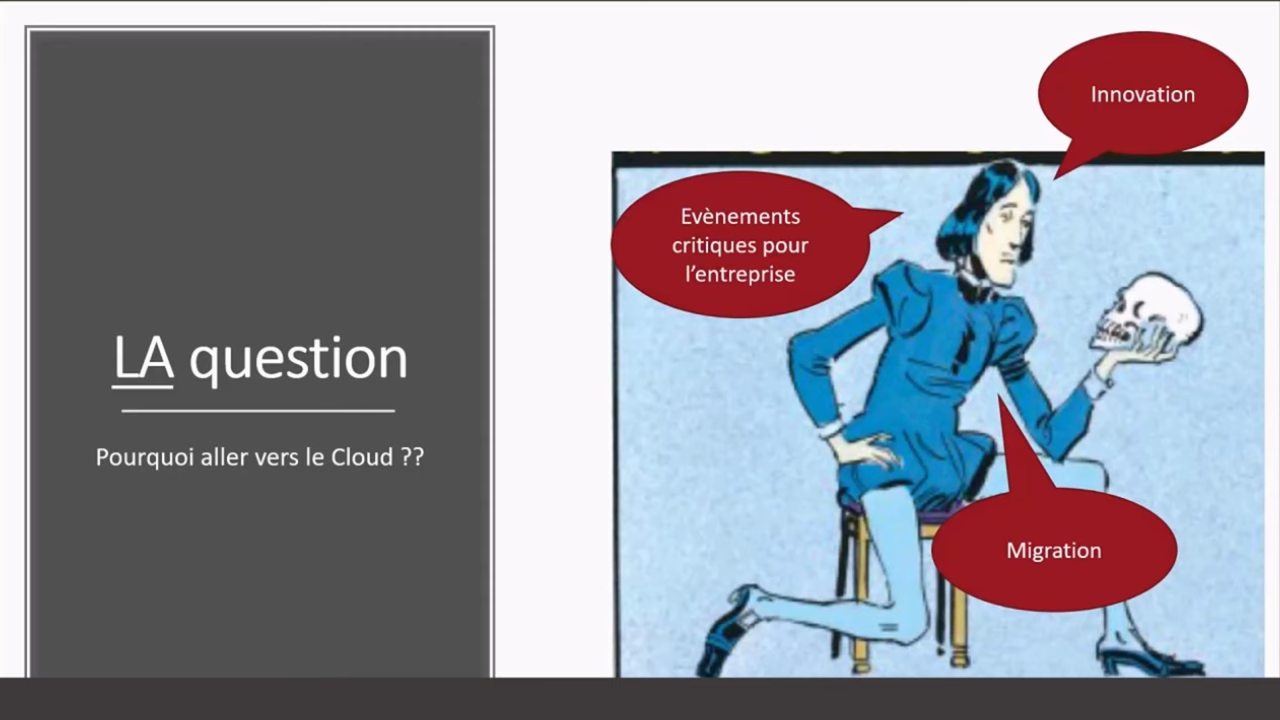 LA question
Pourquoi aller vers le Cloud ??
Innovation
Evènements
critiques pour
l'entreprise
Migration